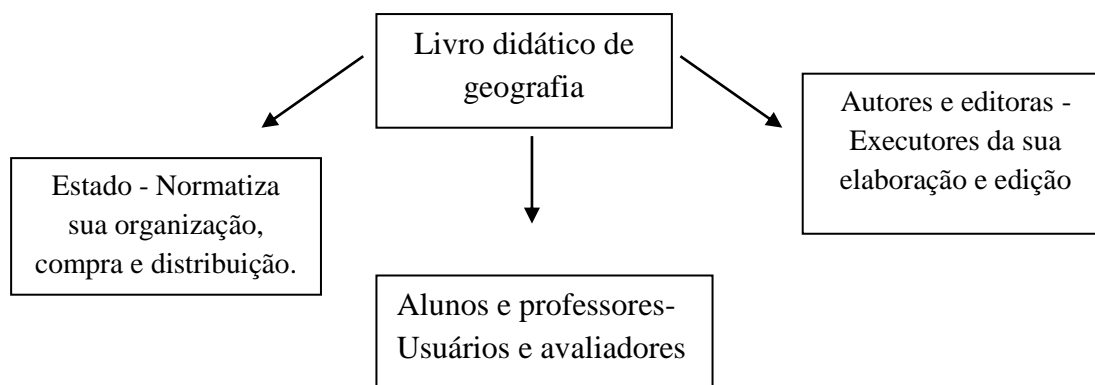 Livro didático de
geografia
Autores e editoras -
Executores da sua
elaboração e edição
Estado - Normatiza
sua organização,
compra e distribuição.
Alunos e professores-
Usuários e avaliadores